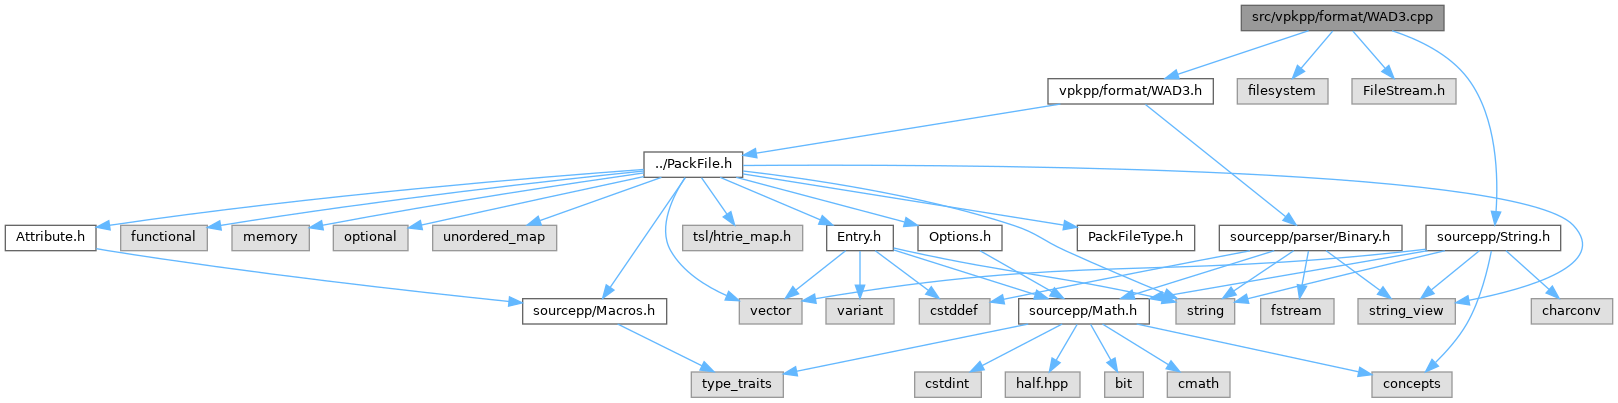 src/vpkpp/format/WAD3.cpp
vpkpp/format/WAD3.h
filesystem
FileStream.h
../PackFile.h
Attribute.h
functional
memory
optional
unordered_map
tsl/htrie_map.h
Entry.h
Options.h
PackFileType.h
sourcepp/parser/Binary.h
sourcepp/String.h
sourcepp/Macros.h
vector
variant
cstddef
sourcepp/Math.h
string
fstream
string_view
charconv
type_traits
cstdint
half.hpp
bit
cmath
concepts